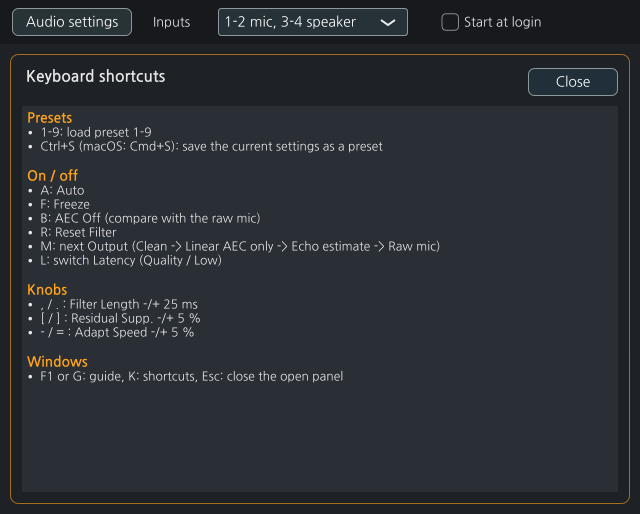 Audio settings Inputs 1-2 mic, 3-4 speaker Start at login
Keyboard shortcuts
Close
Presets
• 1-9: load preset 1-9
• Ctrl+S (macOS: Cmd+S): save the current settings as a preset
On / off
• A: Auto
• F: Freeze
• B: AEC Off (compare with the raw mic)
• R: Reset Filter
• M: next Output (Clean -> Linear AEC only -> Echo estimate -> Raw mic)
• L: switch Latency (Quality / Low)
Knobs
• , / . : Filter Length -/+ 25 ms
• [ / ] : Residual Supp. -/+ 5 %
• - / = : Adapt Speed -/+ 5 %
Windows
• F1 or G: guide, K: shortcuts, Esc: close the open panel